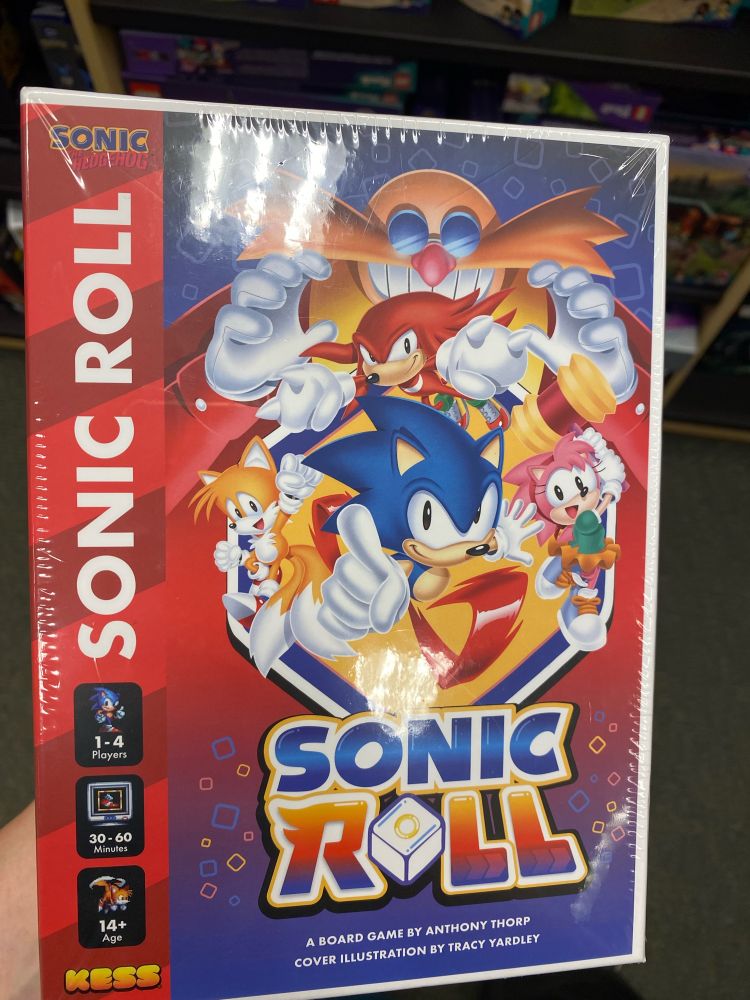 SONIC
THE HEDGEHOG
SONIC ROLL
1-4
Players
30-60
Minutes
14+
Age
KESS
SONIC
ROLL
A BOARD GAME BY ANTHONY THORP
COVER ILLUSTRATION BY TRACY YARDLEY